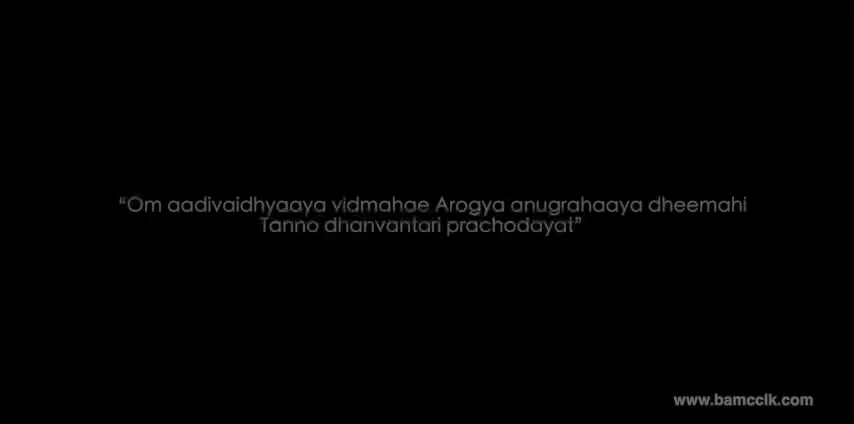 “Om aadivaidhyaaya vidmahae Arogya anugrahaaya dheemahi
Tanno dhanvantari prachodayat”
www.bamcclk.com